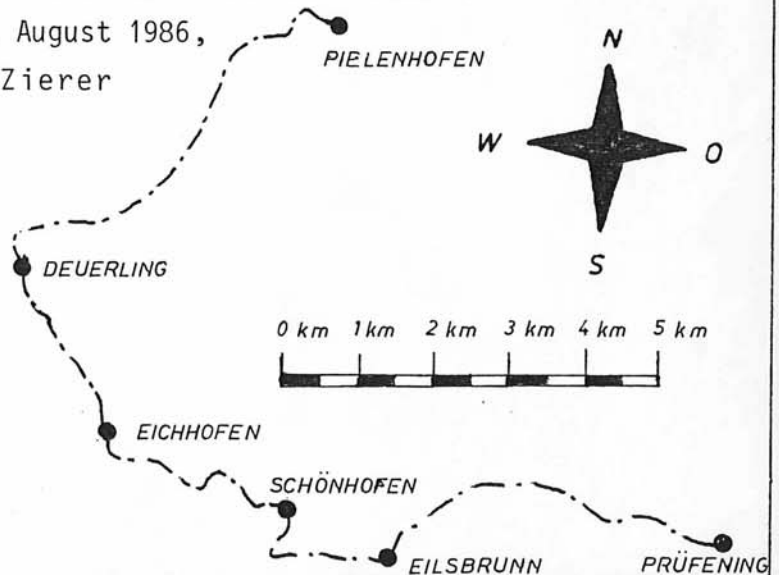 August 1986,
Zierer
PIELENHOFEN
N
W
O
S
DEUERLING
0 km 1 km 2 km 3 km 4 km 5 km
EICHHOFEN
SCHÖNHOFEN
EILSBRUNN
PRÜFENING